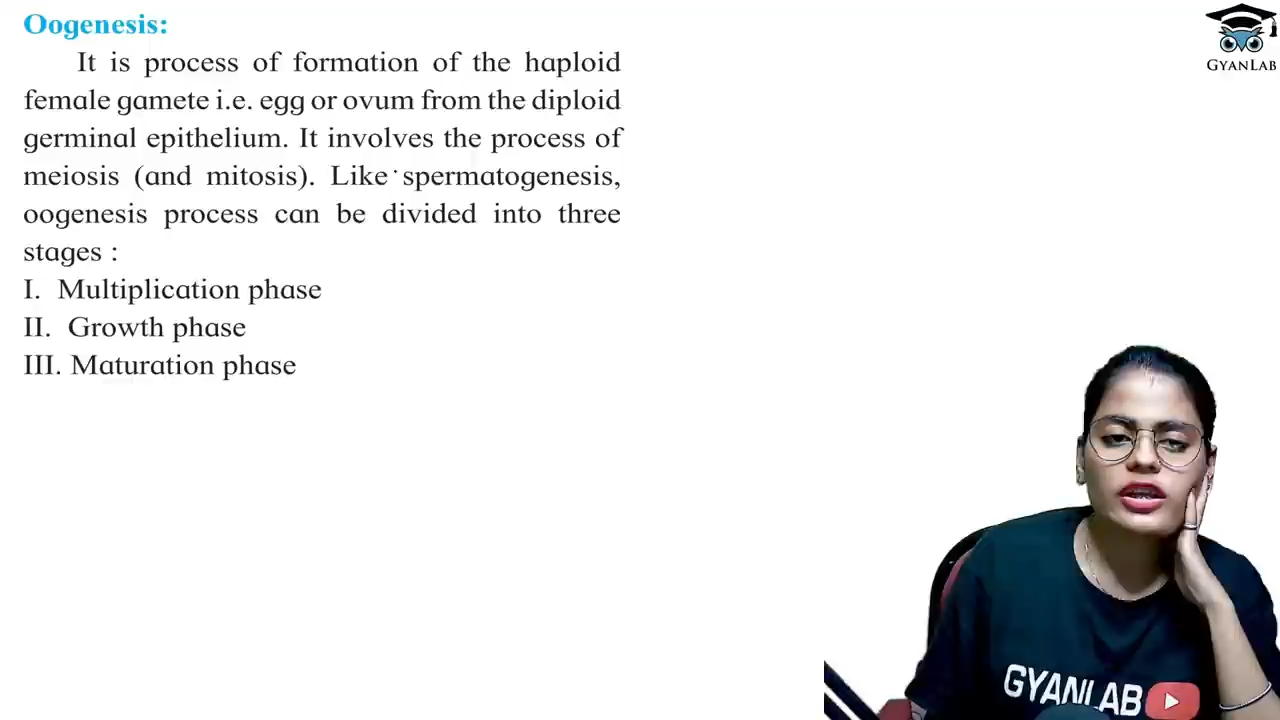 Oogenesis:
It is process of formation of the haploid
female gamete i.e. egg or ovum from the diploid
germinal epithelium. It involves the process of
meiosis (and mitosis). Like spermatogenesis,
oogenesis process can be divided into three
stages :
I. Multiplication phase
II. Growth phase
III. Maturation phase
GYANLAB
GYANLAB